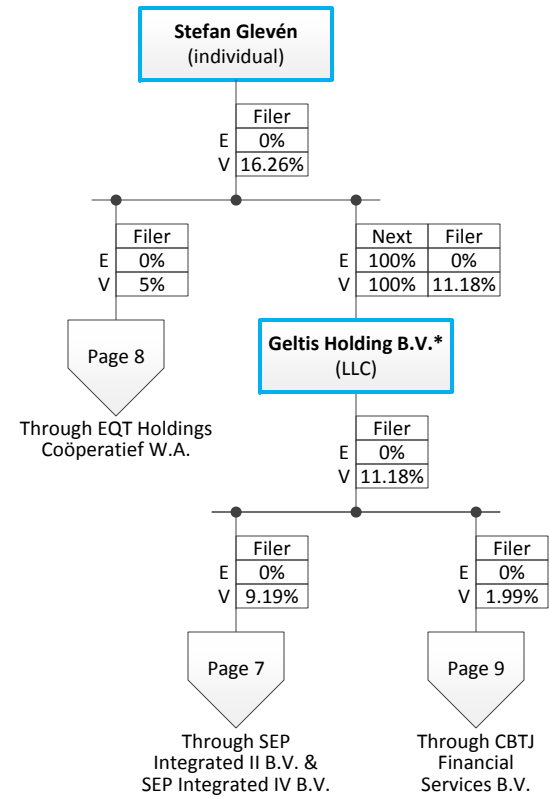 Stefan Glevén
(individual)
Filer
E 0%
V 16.26%
Filer
E 0%
V 5%
Next Filer
E 100% 0%
V 100% 11.18%
Page 8
Through EQT Holdings
Coöperatief W.A.
Geltis Holding B.V.*
(LLC)
Filer
E 0%
V 11.18%
Filer
E 0%
V 9.19%
Filer
E 0%
V 1.99%
Page 7
Through SEP
Integrated II B.V. &
SEP Integrated IV B.V.
Page 9
Through CBTJ
Financial
Services B.V.